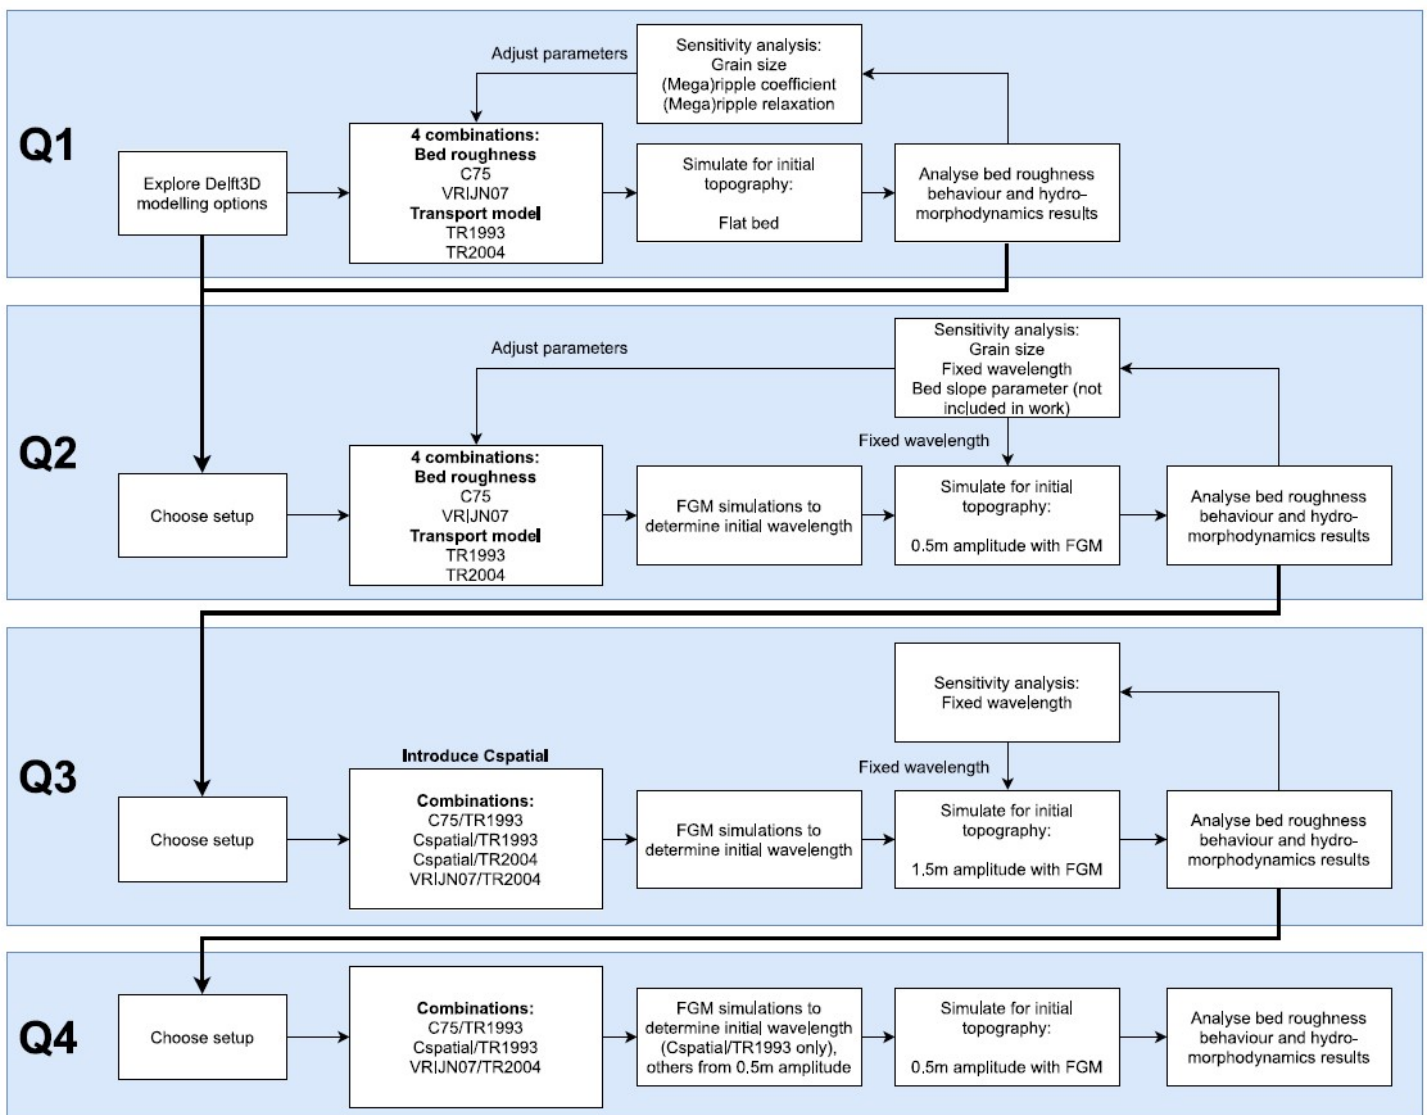 Q1
Explore Delft3D
modelling options
Adjust parameters
4 combinations:
Bed roughness
C75
VRIJN07
Transport model
TR1993
TR2004
Sensitivity analysis:
Grain size
(Mega)ripple coefficient
(Mega)ripple relaxation
Simulate for initial
topography:
Flat bed
Analyse bed roughness
behaviour and hydro-
morphodynamics results
Q2
Choose setup
Adjust parameters
4 combinations:
Bed roughness
C75
VRIJN07
Transport model
TR1993
TR2004
FGM simulations to
determine initial wavelength
Sensitivity analysis:
Grain size
Fixed wavelength
Bed slope parameter (not
included in work)
Fixed wavelength
Simulate for initial
topography:
0.5m amplitude with FGM
Analyse bed roughness
behaviour and hydro-
morphodynamics results
Q3
Choose setup
Introduce Cspatial
Combinations:
C75/TR1993
Cspatial/TR1993
Cspatial/TR2004
VRIJN07/TR2004
FGM simulations to
determine initial wavelength
Sensitivity analysis:
Fixed wavelength
Fixed wavelength
Simulate for initial
topography:
1.5m amplitude with FGM
Analyse bed roughness
behaviour and hydro-
morphodynamics results
Q4
Choose setup
Combinations:
C75/TR1993
Cspatial/TR1993
VRIJN07/TR2004
FGM simulations to
determine initial wavelength
(Cspatial/TR1993 only),
others from 0.5m amplitude
Simulate for initial
topography:
0.5m amplitude with FGM
Analyse bed roughness
behaviour and hydro-
morphodynamics results